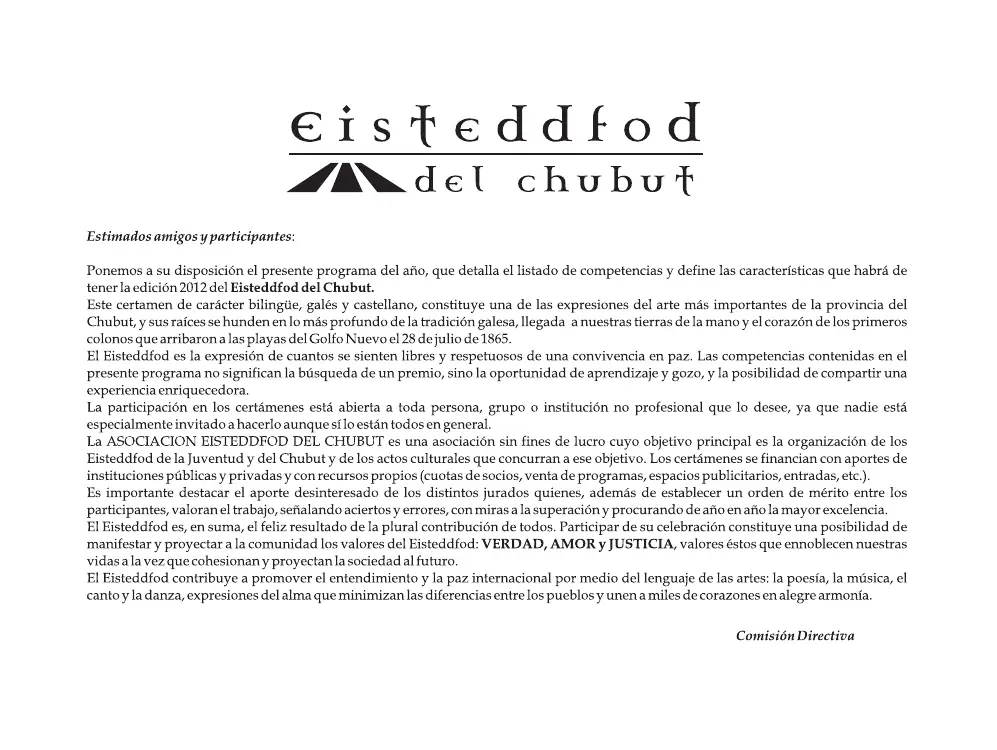 Eisteddfod
del chubut
Estimados amigos y participantes:
Ponemos a su disposición el presente programa del año, que detalla el listado de competencias y define las características que habrá de
tener la edición 2012 del Eisteddfod del Chubut.
Este certamen de carácter bilingüe, galés y castellano, constituye una de las expresiones del arte más importantes de la provincia del
Chubut, y sus raíces se hunden en lo más profundo de la tradición galesa, llegada a nuestras tierras de la mano y el corazón de los primeros
colonos que arribaron a las playas del Golfo Nuevo el 28 de julio de 1865.
El Eisteddfod es la expresión de cuantos se sienten libres y respetuosos de una convivencia en paz. Las competencias contenidas en el
presente programa no significan la búsqueda de un premio, sino la oportunidad de aprendizaje y gozo, y la posibilidad de compartir una
experiencia enriquecedora.
La participación en los certámenes está abierta a toda persona, grupo o institución no profesional que lo desee, ya que nadie está
especialmente invitado a hacerlo aunque sí lo están todos en general.
La ASOCIACION EISTEDDFOD DEL CHUBUT es una asociación sin fines de lucro cuyo objetivo principal es la organización de los
Eisteddfod de la Juventud y del Chubut y de los actos culturales que concurran a ese objetivo. Los certámenes se financian con aportes de
instituciones públicas y privadas y con recursos propios (cuotas de socios, venta de programas, espacios publicitarios, entradas, etc.).
Es importante destacar el aporte desinteresado de los distintos jurados quienes, además de establecer un orden de mérito entre los
participantes, valoran el trabajo, señalando aciertos y errores, con miras a la superación y procurando de año en año la mayor excelencia.
El Eisteddfod es, en suma, el feliz resultado de la plural contribución de todos. Participar de su celebración constituye una posibilidad de
manifestar y proyectar a la comunidad los valores del Eisteddfod: VERDAD, AMOR y JUSTICIA, valores éstos que ennoblecen nuestras
vidas a la vez que cohesionan y proyectan la sociedad al futuro.
El Eisteddfod contribuye a promover el entendimiento y la paz internacional por medio del lenguaje de las artes: la poesía, la música, el
canto y la danza, expresiones del alma que minimizan las diferencias entre los pueblos y unen a miles de corazones en alegre armonía.
Comisión Directiva